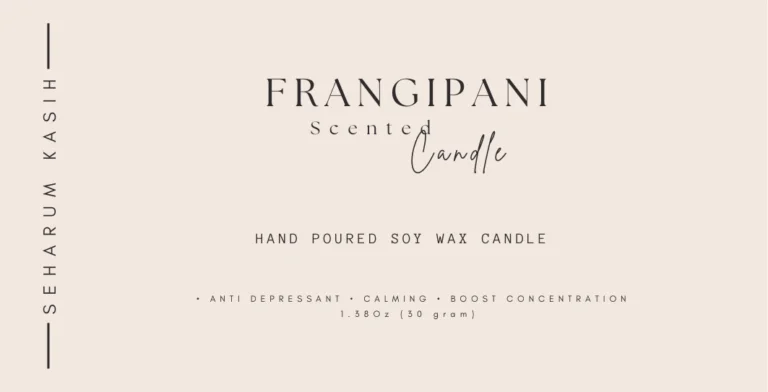 SEHARUM KASIH
FRANGIPANI
Scented
Candle
HAND POURED SOY WAX CANDLE
• ANTI DEPRESSANT • CALMING • BOOST CONCENTRATION
1.38Oz (30 gram)